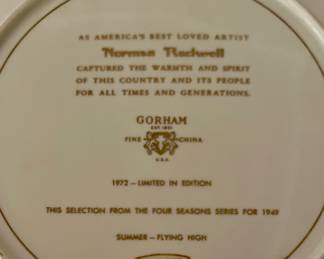 AS AMERICA'S BEST LOVED ARTIST
Norman Rockwell
CAPTURED THE WARMTH AND SPIRIT
OF THIS COUNTRY AND ITS PEOPLE
FOR ALL TIMES AND GENERATIONS.
GORHAM
EST. 1831
FINE CHINA
U.S.A.
1972 — LIMITED IN EDITION
THIS SELECTION FROM THE FOUR SEASONS SERIES FOR 1949
SUMMER — FLYING HIGH